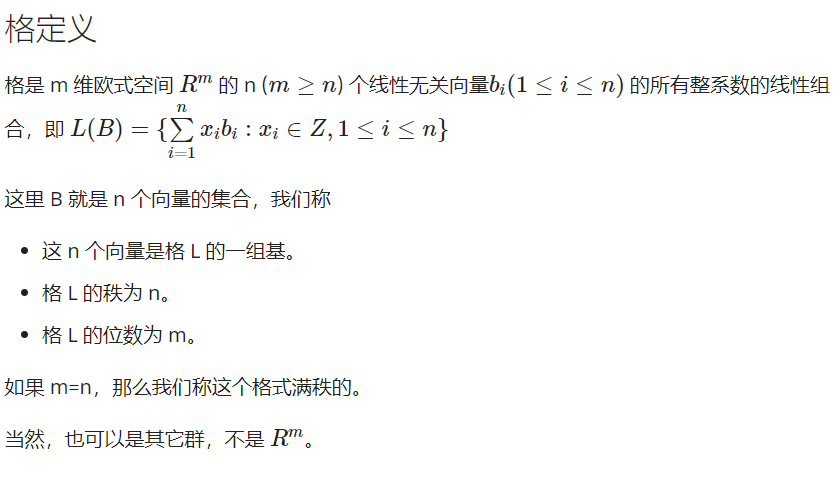 格定义
格是 m 维欧式空间 $R^m$ 的 n ($m \geq n$) 个线性无关向量$b_i(1 \leq i \leq n)$ 的所有整系数的线性组
合，即 $L(B) = \{\sum\limits_{i=1}^{n} x_i b_i : x_i \in Z, 1 \leq i \leq n\}$
这里 B 就是 n 个向量的集合，我们称
• 这 n 个向量是格 L 的一组基。
• 格 L 的秩为 n。
• 格 L 的位数为 m。
如果 m=n，那么我们称这个格式满秩的。
当然，也可以是其它群，不是 $R^m$。